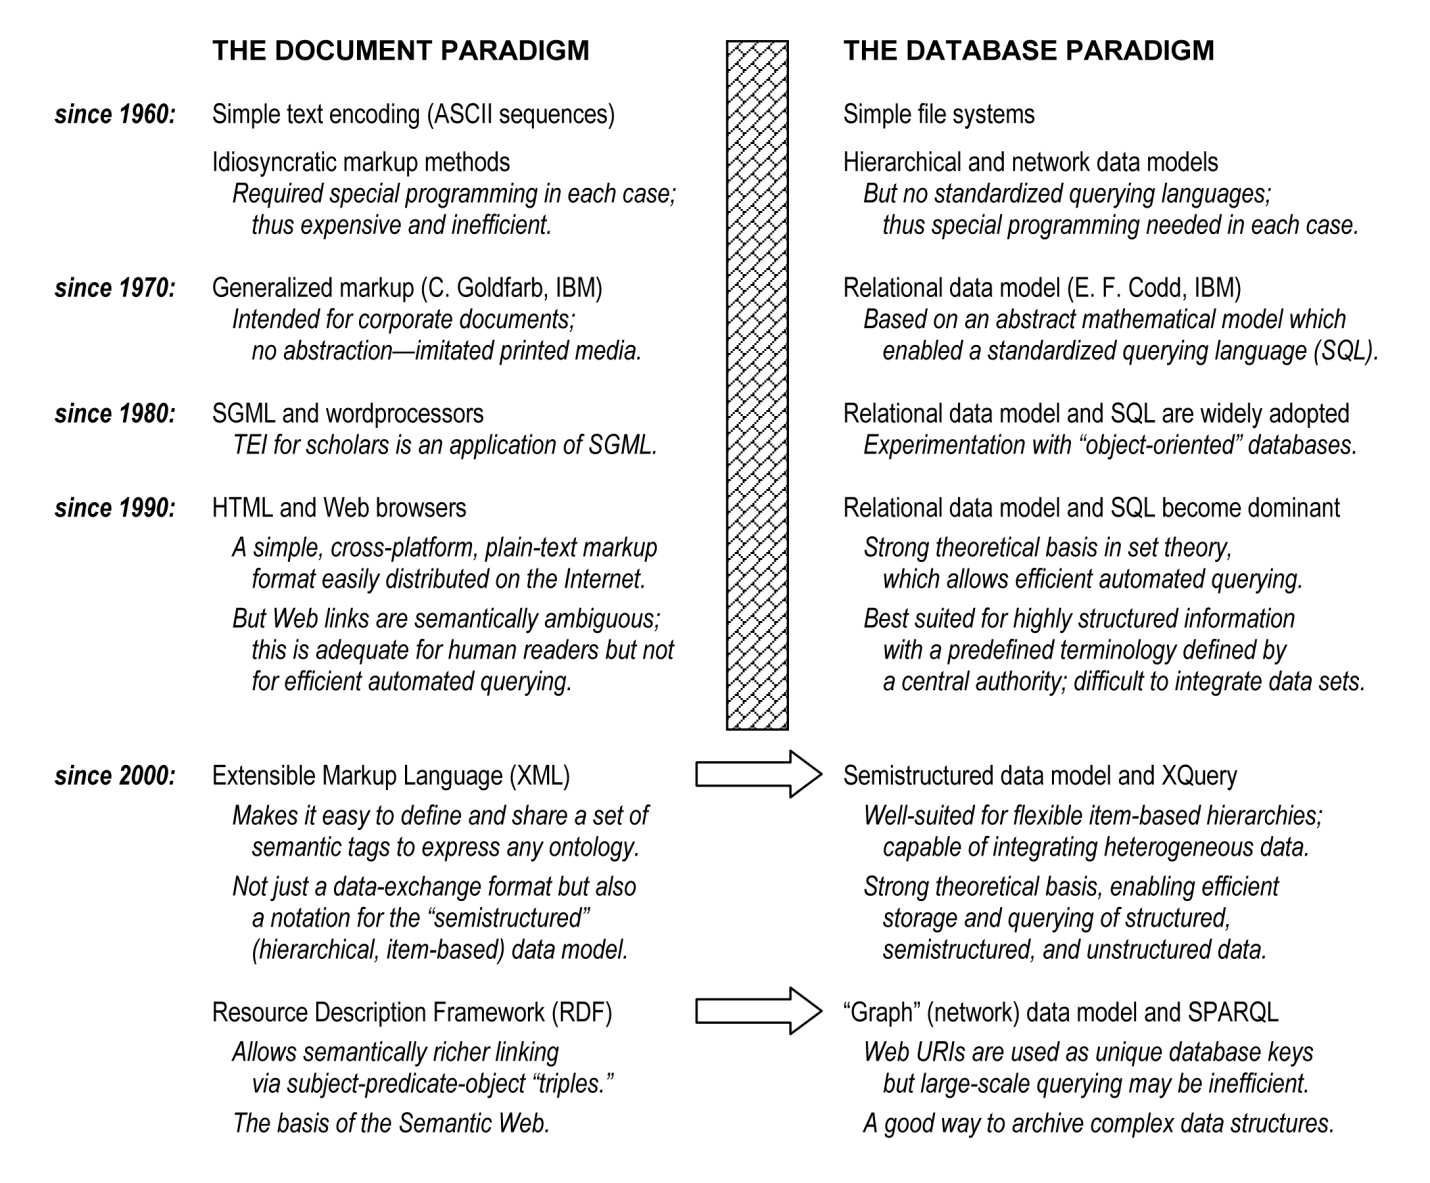 THE DOCUMENT PARADIGM
THE DATABASE PARADIGM
since 1960:
Simple text encoding (ASCII sequences)
Idiosyncratic markup methods
Required special programming in each case;
thus expensive and inefficient.
Simple file systems
Hierarchical and network data models
But no standardized querying languages;
thus special programming needed in each case.
since 1970:
Generalized markup (C. Goldfarb, IBM)
Intended for corporate documents;
no abstraction—imitated printed media.
Relational data model (E. F. Codd, IBM)
Based on an abstract mathematical model which
enabled a standardized querying language (SQL).
since 1980:
SGML and wordprocessors
TEI for scholars is an application of SGML.
Relational data model and SQL are widely adopted
Experimentation with “object-oriented” databases.
since 1990:
HTML and Web browsers
A simple, cross-platform, plain-text markup
format easily distributed on the Internet.
But Web links are semantically ambiguous;
this is adequate for human readers but not
for efficient automated querying.
Relational data model and SQL become dominant
Strong theoretical basis in set theory,
which allows efficient automated querying.
Best suited for highly structured information
with a predefined terminology defined by
a central authority; difficult to integrate data sets.
since 2000:
Extensible Markup Language (XML)
Makes it easy to define and share a set of
semantic tags to express any ontology.
Not just a data-exchange format but also
a notation for the “semistructured”
(hierarchical, item-based) data model.
Semistructured data model and XQuery
Well-suited for flexible item-based hierarchies;
capable of integrating heterogeneous data.
Strong theoretical basis, enabling efficient
storage and querying of structured,
semistructured, and unstructured data.
Resource Description Framework (RDF)
Allows semantically richer linking
via subject-predicate-object “triples.”
The basis of the Semantic Web.
“Graph” (network) data model and SPARQL
Web URIs are used as unique database keys
but large-scale querying may be inefficient.
A good way to archive complex data structures.